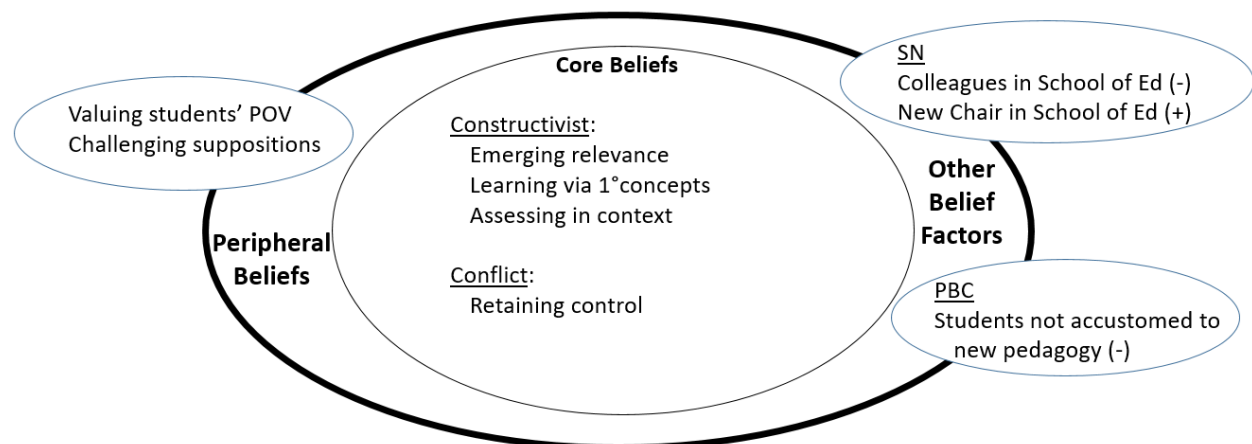 Core Beliefs
Constructivist:
Emerging relevance
Learning via 1°concepts
Assessing in context
Conflict:
Retaining control
Valuing students’ POV
Challenging suppositions
Peripheral
Beliefs
SN
Colleagues in School of Ed (-)
New Chair in School of Ed (+)
Other
Belief
Factors
PBC
Students not accustomed to
new pedagogy (-)